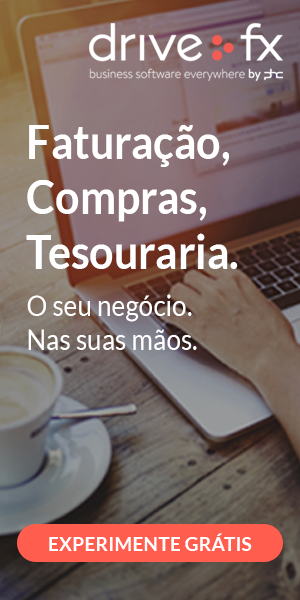 drive fx
business software everywhere by phc
Faturação,
Compras,
Tesouraria.
O seu negócio.
Nas suas mãos.
EXPERIMENTE GRÁTIS